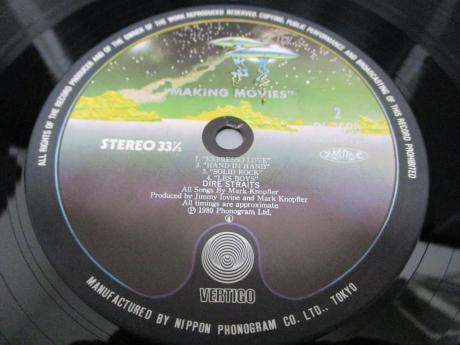 ALL RIGHTS OF THE RECORD PRODUCER AND OF THE OWNER OF THE WORK REPRODUCED RESERVED. COPYING, PUBLIC PERFORMANCE AND BROADCASTING OF THIS RECORD PROHIBITED
"MAKING MOVIES"
2
STEREO 33⅓
1. "EXPRESSO LOVE"
2. "HAND IN HAND"
3. "SOLID ROCK"
4. "LES BOYS"
DIRE STRAITS
All Songs By Mark Knopfler
Produced by Jimmy Iovine and Mark Knopfler
All timings are approximate
Ⓟ 1980 Phonogram Ltd.
④
VERTIGO
MANUFACTURED BY NIPPON PHONOGRAM CO. LTD., TOKYO